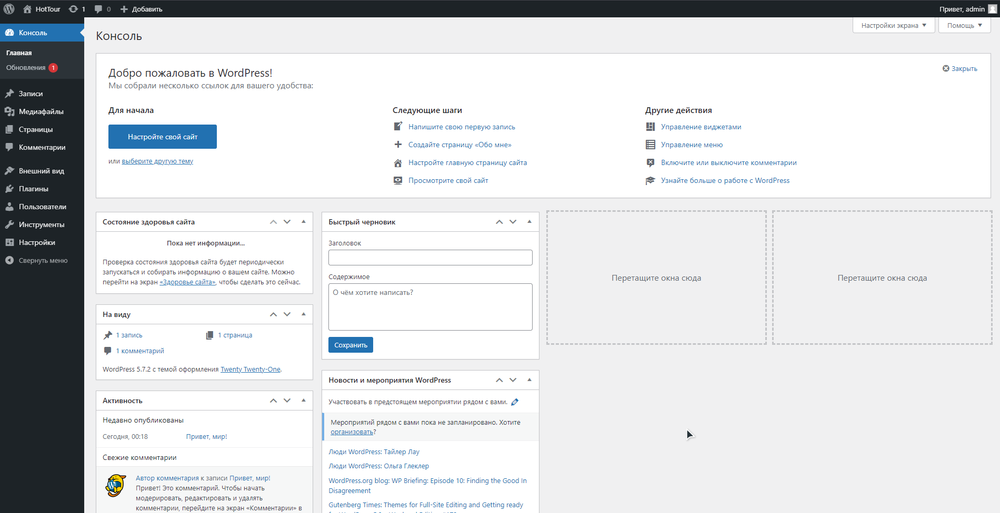 HotTour
1
0
Добавить
Привет, admin
Консоль
Главная
Обновления 1
Записи
Медиафайлы
Страницы
Комментарии
Внешний вид
Плагины
Пользователи
Инструменты
Настройки
Свернуть меню
Настройки экрана
Помощь
Консоль
Добро пожаловать в WordPress!
Мы собрали несколько ссылок для вашего удобства:
Закрыть
Для начала
Настройте свой сайт
или выберите другую тему
Следующие шаги
Напишите свою первую запись
Создайте страницу «Обо мне»
Настройте главную страницу сайта
Просмотрите свой сайт
Другие действия
Управление виджетами
Управление меню
Включите или выключите комментарии
Узнайте больше о работе с WordPress
Состояние здоровья сайта
Пока нет информации...
Проверка состояния здоровья сайта будет периодически
запускаться и собирать информацию о вашем сайте. Можно
перейти на экран «Здоровье сайта», чтобы сделать это сейчас.
На виду
1 запись
1 страница
1 комментарий
WordPress 5.7.2 с темой оформления Twenty Twenty-One.
Активность
Недавно опубликованы
Сегодня, 00:18
Привет, мир!
Свежие комментарии
Автор комментария к записи Привет, мир!
Привет! Это комментарий. Чтобы начать
модерировать, редактировать и удалять
комментарии, перейдите на экран «Комментарии» в
Быстрый черновик
Заголовок
Содержимое
О чём хотите написать?
Сохранить
Новости и мероприятия WordPress
Участвовать в предстоящем мероприятии рядом с вами.
Мероприятий рядом с вами пока не запланировано. Хотите
организовать?
Люди WordPress: Тайлер Лау
Люди WordPress: Ольга Глеклер
WordPress.org blog: WP Briefing: Episode 10: Finding the Good In
Disagreement
Gutenberg Times: Themes for Full-Site Editing and Getting ready
Перетащите окна сюда
Перетащите окна сюда